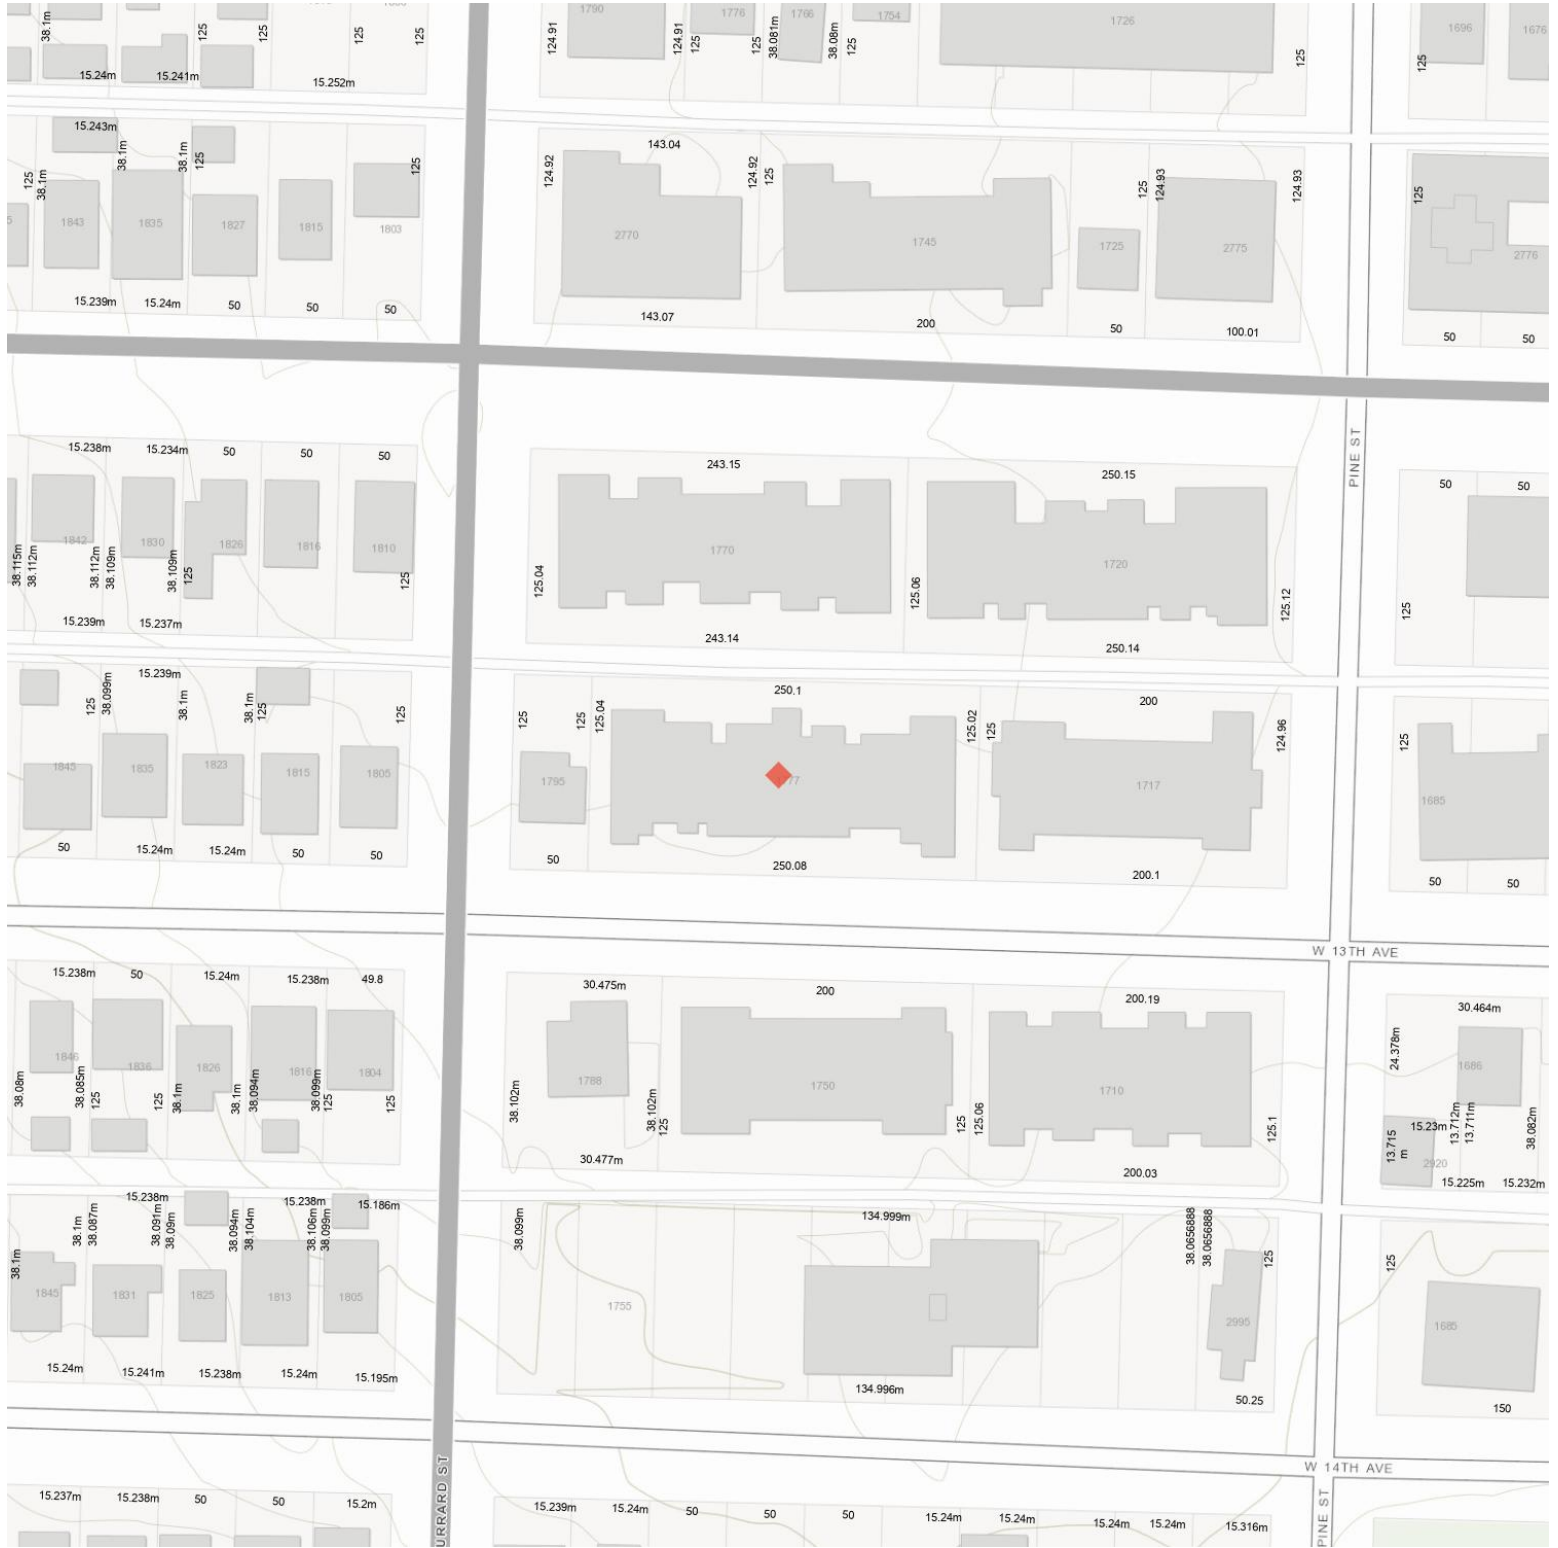 1790
1776
1766
1754
1726
1696
1676
38.1m
125
125
125
125
124.91
124.91
125
125
38.081m
38.08m
125
125
125
15.24m
15.241m
15.252m
15.243m
38.1m
38.1m
125
125
125
38.1m
1843
1835
1827
1815
1803
15.239m
15.24m
50
50
50
143.04
124.92
124.92
125
125
124.93
124.93
125
2770
1745
1725
2775
2776
143.07
200
50
100.01
50
50
PINE ST
15.238m
15.234m
50
50
50
243.15
250.15
50
50
1842
1830
1826
1816
1810
1770
1720
38.115m
38.112m
38.112m
38.109m
38.109m
125
125
125.04
125.06
125.12
125
15.239m
15.237m
243.14
250.14
15.239m
250.1
200
125
38.099m
38.1m
38.1m
125
125
125
125
125.04
125.02
125
124.96
125
1845
1835
1823
1815
1805
1795
1717
1685
50
15.24m
15.24m
50
50
50
250.08
200.1
50
50
W 13TH AVE
15.238m
50
15.24m
15.238m
49.8
30.475m
200
200.19
30.464m
1846
1836
1826
1816
1804
1788
1750
1710
1686
24.378m
38.08m
38.085m
125
125
38.1m
38.1m
38.094m
38.099m
125
125
38.102m
38.102m
125
125
125.06
125.1
13.715
m
15.23m
13.712m
13.711m
38.082m
2920
30.477m
200.03
15.225m
15.232m
15.238m
15.238m
15.186m
134.999m
38.1m
38.1m
38.087m
38.091m
38.09m
38.094m
38.104m
38.106m
38.099m
38.099m
38.0656888
38.0656888
125
125
1845
1831
1825
1813
1805
1755
2995
1685
15.24m
15.241m
15.238m
15.24m
15.195m
134.996m
50.25
150
W 14TH AVE
URRARD ST
PINE ST
15.237m
15.238m
50
50
15.2m
15.239m
15.24m
50
50
50
15.24m
15.24m
15.24m
15.24m
15.316m